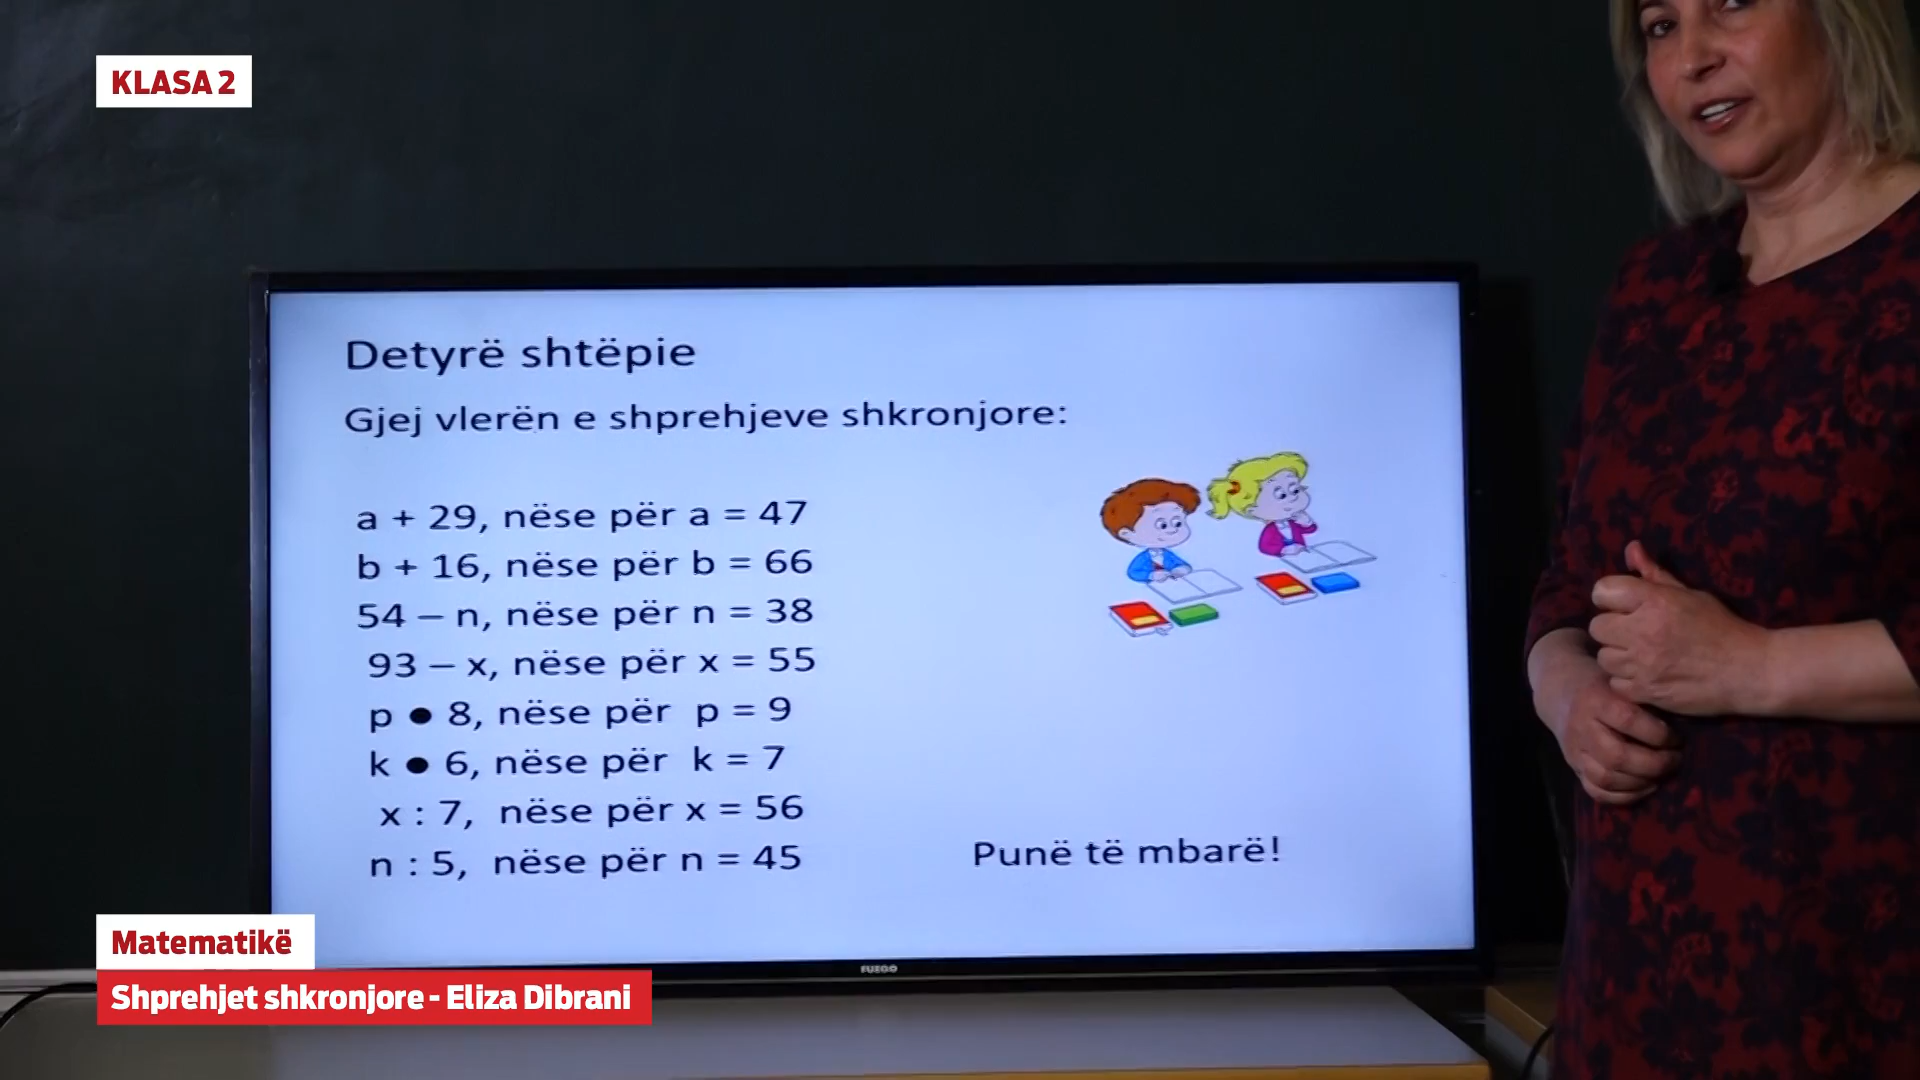 KLASA 2
Detyrë shtëpie
Gjej vlerën e shprehjeve shkronjore:
a + 29, nëse për a = 47
b + 16, nëse për b = 66
54 – n, nëse për n = 38
93 – x, nëse për x = 55
p ● 8, nëse për p = 9
k ● 6, nëse për k = 7
x : 7, nëse për x = 56
n : 5, nëse për n = 45
Punë të mbarë!
FUEGO
Matematikë
Shprehjet shkronjore - Eliza Dibrani